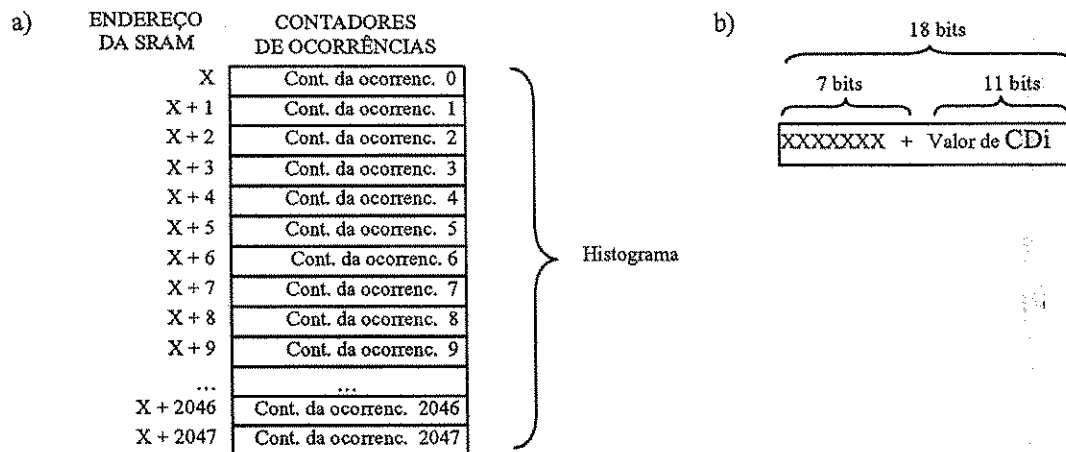 a)
ENDEREÇO
DA SRAM
CONTADORES
DE OCORRÊNCIAS
X Cont. da ocorrenc. 0
X + 1 Cont. da ocorrenc. 1
X + 2 Cont. da ocorrenc. 2
X + 3 Cont. da ocorrenc. 3
X + 4 Cont. da ocorrenc. 4
X + 5 Cont. da ocorrenc. 5
X + 6 Cont. da ocorrenc. 6
X + 7 Cont. da ocorrenc. 7
X + 8 Cont. da ocorrenc. 8
X + 9 Cont. da ocorrenc. 9
... ...
X + 2046 Cont. da ocorrenc. 2046
X + 2047 Cont. da ocorrenc. 2047
Histograma
b)
18 bits
7 bits 11 bits
XXXXXXX + Valor de CDi